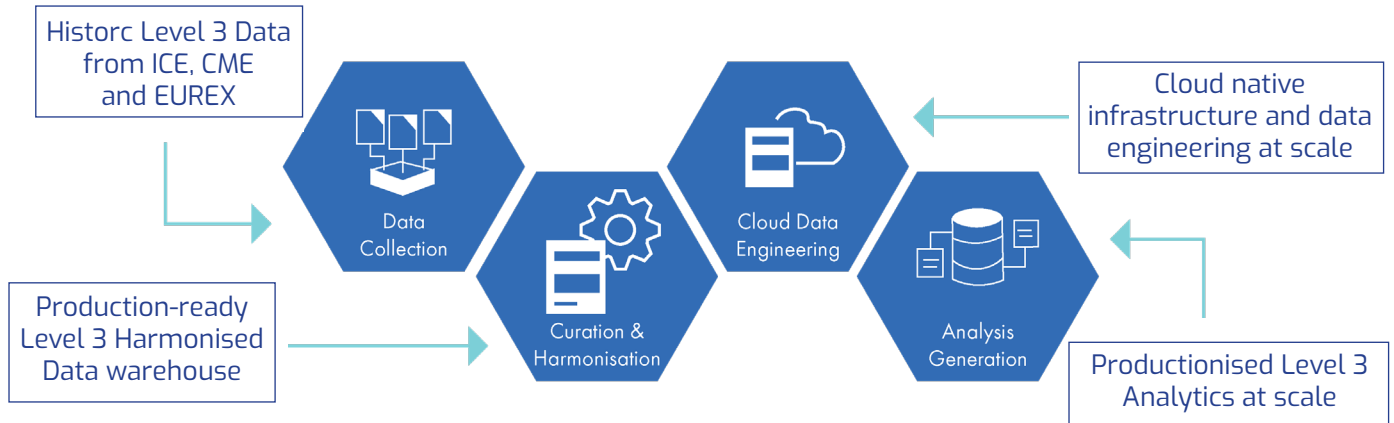 Historc Level 3 Data
from ICE, CME
and EUREX
Data
Collection
Production-ready
Level 3 Harmonised
Data warehouse
Curation &
Harmonisation
Cloud Data
Engineering
Cloud native
infrastructure and data
engineering at scale
Analysis
Generation
Productionised Level 3
Analytics at scale